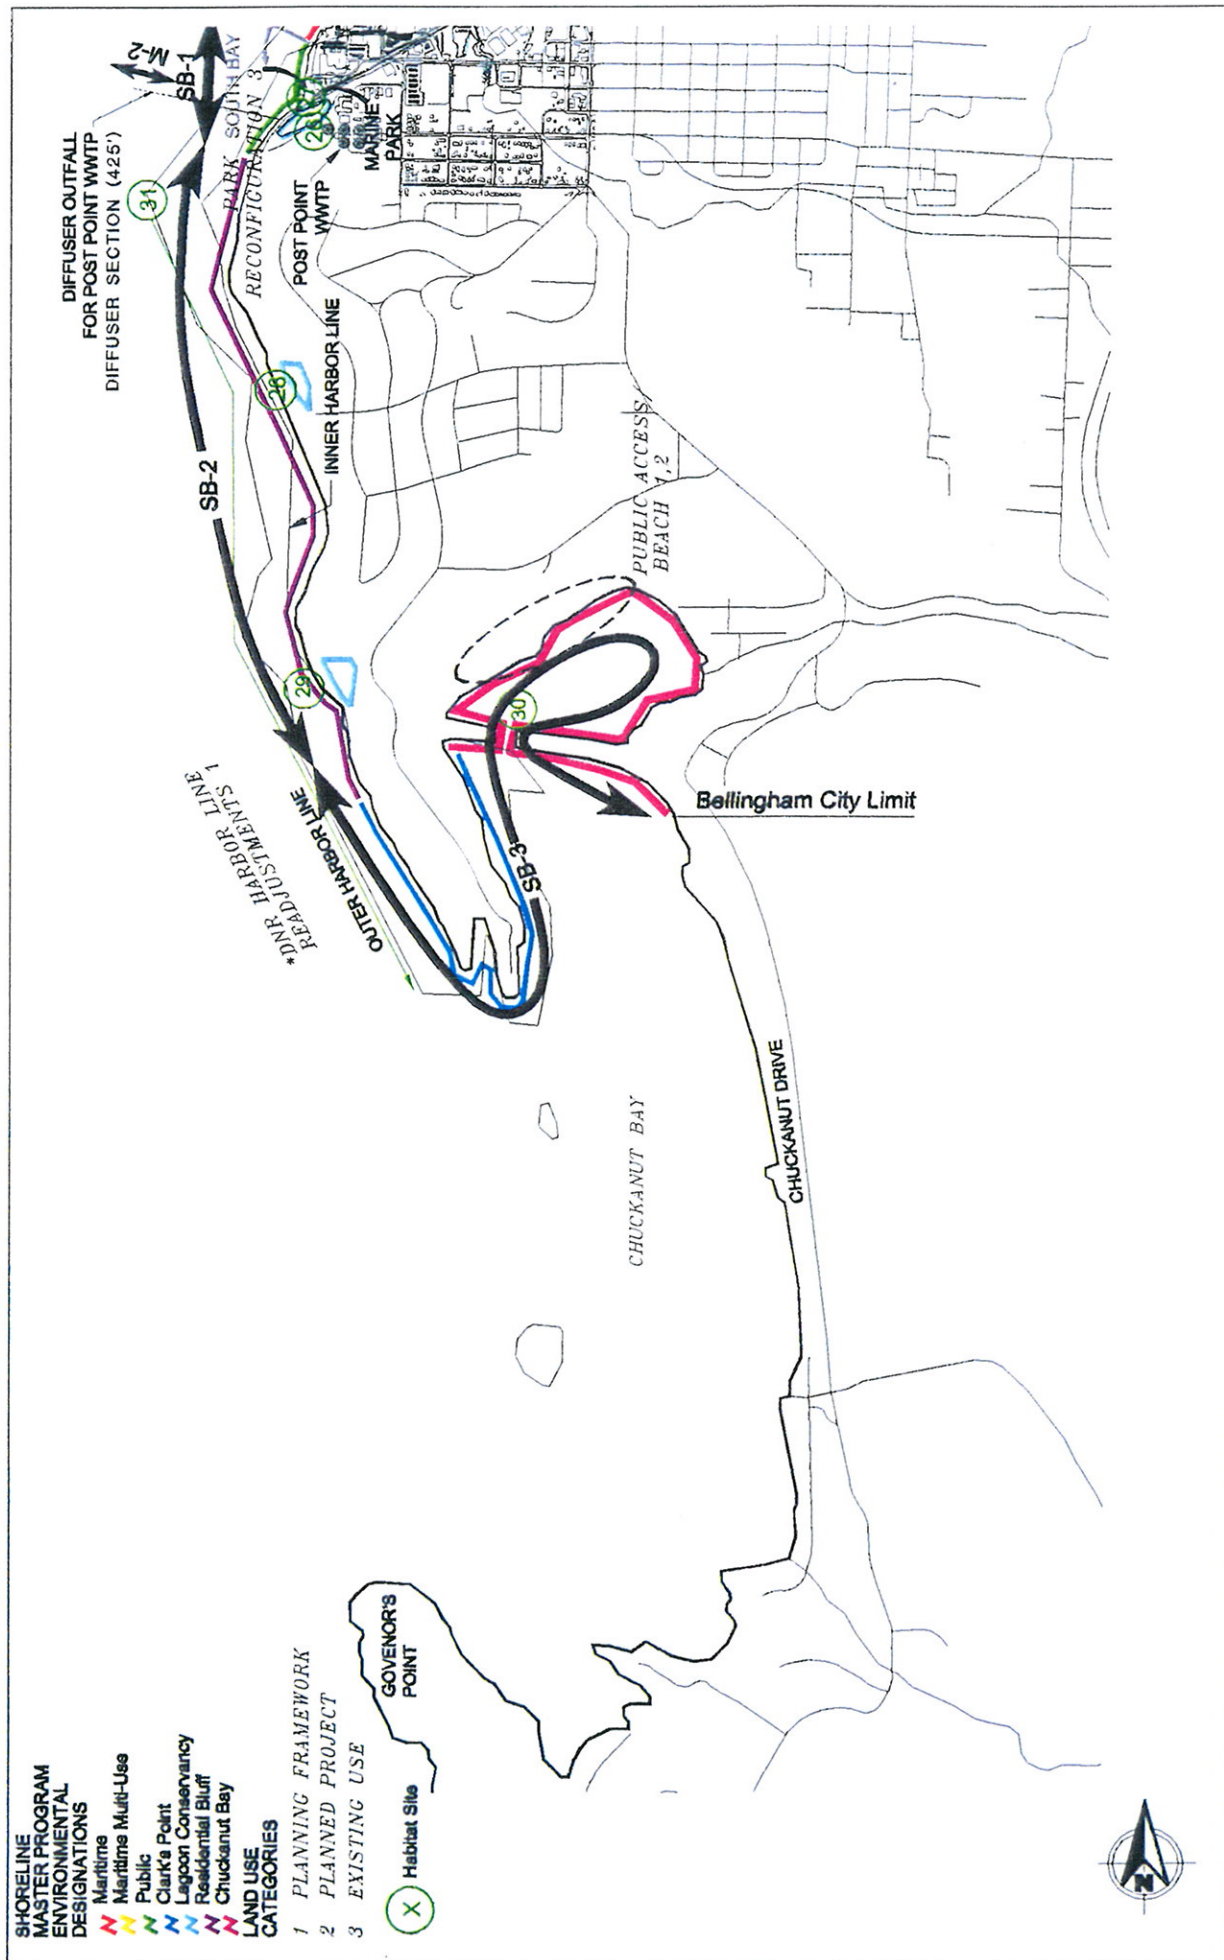 SHORELINE
MASTER PROGRAM
ENVIRONMENTAL
DESIGNATIONS
Maritime
Maritime Multi-Use
Public
Clark's Point
Lagoon Conservancy
Residential Bluff
Chuckanut Bay
LAND USE
CATEGORIES
1 PLANNING FRAMEWORK
2 PLANNED PROJECT
3 EXISTING USE
X Habitat Site
GOVENOR'S
POINT
CHUCKANUT BAY
CHUCKANUT DRIVE
Bellingham City Limit
*DNR HARBOR LINE
READJUSTMENTS 1
OUTER HARBOR LINE
SB-3
30
29
PUBLIC ACCESS/
BEACH 1,2
SB-2
INNER HARBOR LINE
28
DIFFUSER OUTFALL
FOR POST POINT WWTP
DIFFUSER SECTION (425')
31
POST POINT
WWTP
PARK
RECONFIGURATION 3
MARINE
PARK
26
SOUTH BAY
SB-1
M-2
N